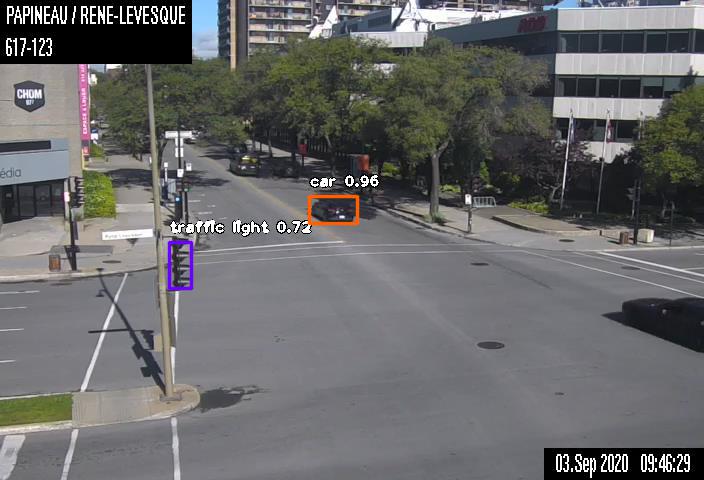 PAPINEAU / RENE-LEVESQUE
617-123
CHOM
car 0.96
traffic light 0.72
03.Sep 2020 09:46:29